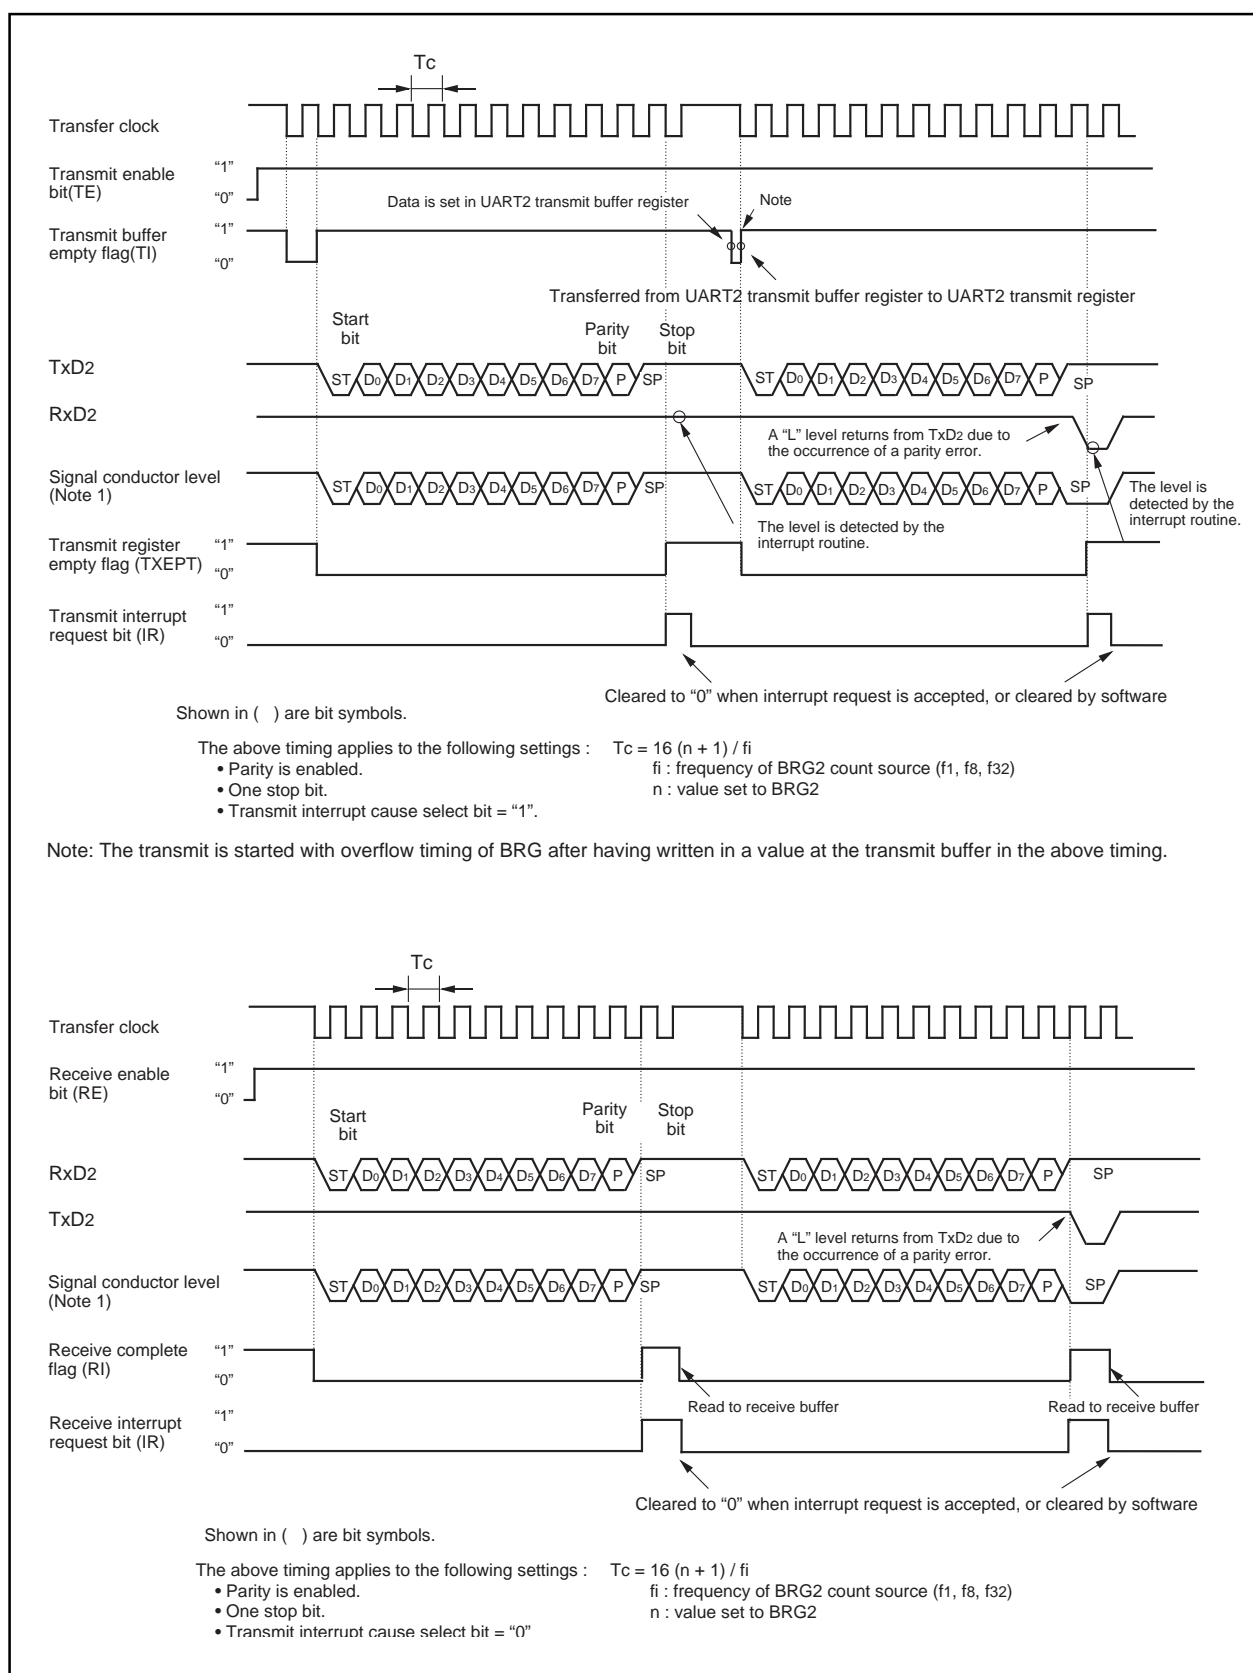 Tc
Transfer clock
Transmit enable
bit(TE)
“1”
“0”
Data is set in UART2 transmit buffer register
Note
Transmit buffer
empty flag(TI)
“1”
“0”
Transferred from UART2 transmit buffer register to UART2 transmit register
Start
bit
Parity
bit
Stop
bit
TxD2
ST D0 D1 D2 D3 D4 D5 D6 D7 P SP
ST D0 D1 D2 D3 D4 D5 D6 D7 P SP
RxD2
A “L” level returns from TxD2 due to
the occurrence of a parity error.
Signal conductor level
(Note 1)
ST D0 D1 D2 D3 D4 D5 D6 D7 P SP
ST D0 D1 D2 D3 D4 D5 D6 D7 P SP
The level is
detected by the
interrupt routine.
The level is detected by the
interrupt routine.
Transmit register
empty flag (TXEPT)
“1”
“0”
Transmit interrupt
request bit (IR)
“1”
“0”
Cleared to “0” when interrupt request is accepted, or cleared by software
Shown in ( ) are bit symbols.
The above timing applies to the following settings :
• Parity is enabled.
• One stop bit.
• Transmit interrupt cause select bit = “1”.
Tc = 16 (n + 1) / fi
fi : frequency of BRG2 count source (f1, f8, f32)
n : value set to BRG2
Note: The transmit is started with overflow timing of BRG after having written in a value at the transmit buffer in the above timing.
Tc
Transfer clock
Receive enable
bit (RE)
“1”
“0”
Start
bit
Parity
bit
Stop
bit
RxD2
ST D0 D1 D2 D3 D4 D5 D6 D7 P SP
ST D0 D1 D2 D3 D4 D5 D6 D7 P SP
TxD2
A “L” level returns from TxD2 due to
the occurrence of a parity error.
Signal conductor level
(Note 1)
ST D0 D1 D2 D3 D4 D5 D6 D7 P SP
ST D0 D1 D2 D3 D4 D5 D6 D7 P SP
Receive complete
flag (RI)
“1”
“0”
Read to receive buffer
Read to receive buffer
Receive interrupt
request bit (IR)
“1”
“0”
Cleared to “0” when interrupt request is accepted, or cleared by software
Shown in ( ) are bit symbols.
The above timing applies to the following settings :
• Parity is enabled.
• One stop bit.
• Transmit interrupt cause select bit = “0”
Tc = 16 (n + 1) / fi
fi : frequency of BRG2 count source (f1, f8, f32)
n : value set to BRG2